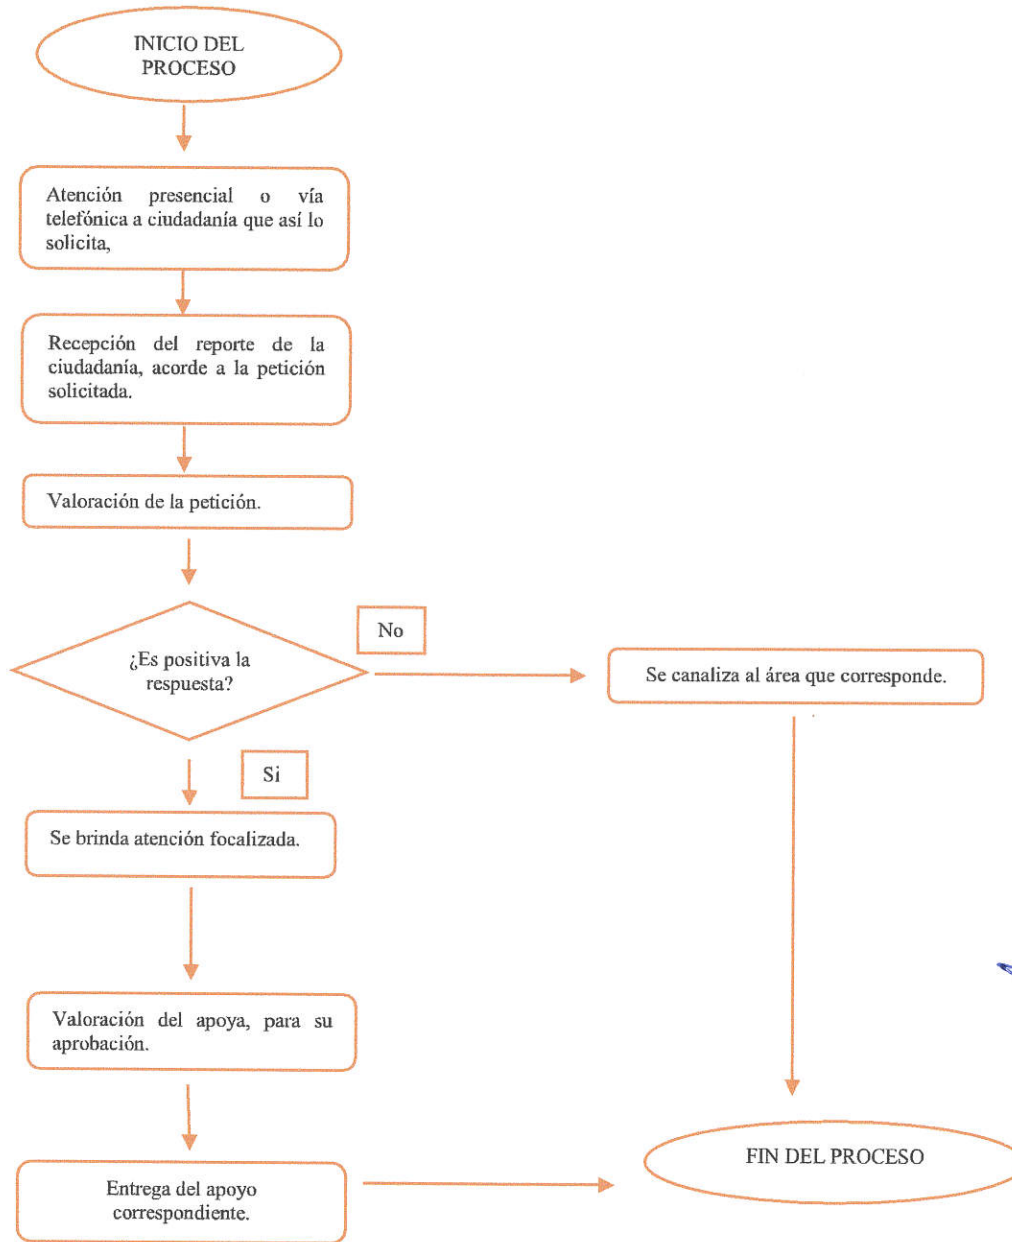 INICIO DEL
PROCESO
Atención presencial o vía
telefónica a ciudadanía que así lo
solicita,
Recepción del reporte de la
ciudadanía, acorde a la petición
solicitada.
Valoración de la petición.
¿Es positiva la
respuesta?
No
Se canaliza al área que corresponde.
Si
Se brinda atención focalizada.
Valoración del apoya, para su
aprobación.
Entrega del apoyo
correspondiente.
FIN DEL PROCESO